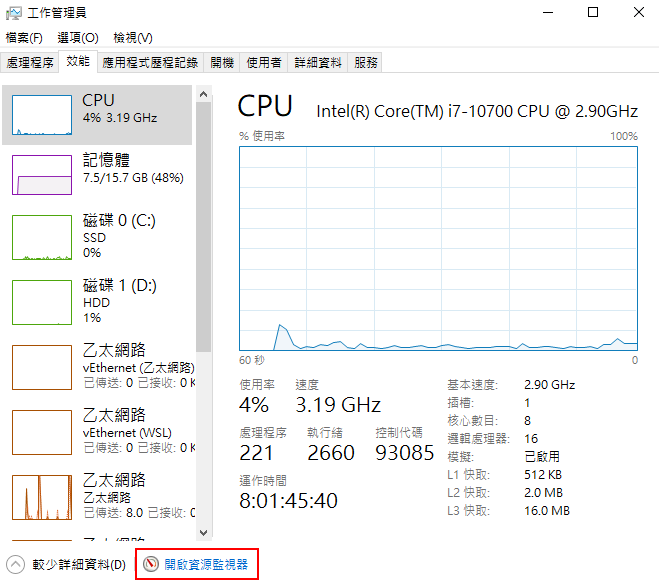 工作管理員
檔案(F) 選項(O) 檢視(V)
處理程序 效能 應用程式歷程記錄 開機 使用者 詳細資料 服務
CPU
4% 3.19 GHz
記憶體
7.5/15.7 GB (48%)
磁碟 0 (C:)
SSD
0%
磁碟 1 (D:)
HDD
1%
乙太網路
vEthernet (乙太網路)
已傳送: 0 已接收: 0 K
乙太網路
vEthernet (WSL)
已傳送: 0 已接收: 0 K
乙太網路
乙太網路
已傳送: 8.0 已接收: 0
CPU Intel(R) Core(TM) i7-10700 CPU @ 2.90GHz
% 使用率 100%
60 秒 0
使用率 速度
4% 3.19 GHz
處理程序 執行緒 控制代碼
221 2660 93085
運作時間
8:01:45:40
基本速度: 2.90 GHz
插槽: 1
核心數目: 8
邏輯處理器: 16
模擬: 已啟用
L1 快取: 512 KB
L2 快取: 2.0 MB
L3 快取: 16.0 MB
較少詳細資料(D) 開啟資源監視器